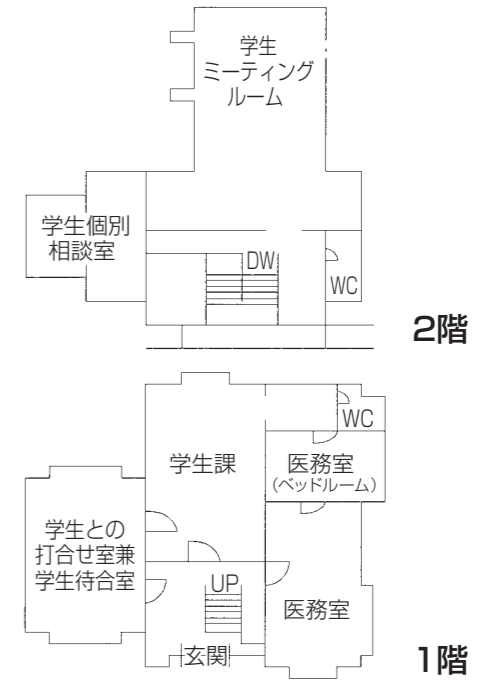 学生
ミーティング
ルーム
学生個別
相談室
DW
WC
2階
WC
学生課
医務室
（ベッドルーム）
学生との
打合せ室兼
学生待合室
UP
医務室
玄関
1階